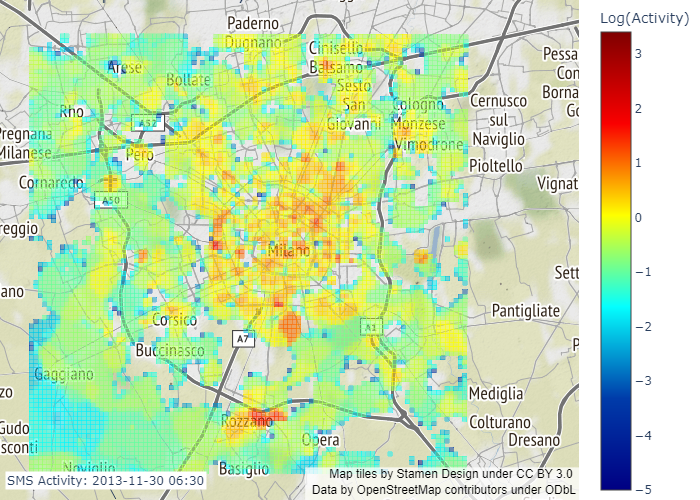 Log(Activity)
3
2
1
0
−1
−2
−3
−4
−5
Paderno
Dugnano
Cinisello
Balsamo
Arese
Bollate
Sesto
San
Giovanni
Cologno
Monzese
Vimodrone
Cernusco
sul
Naviglio
Pioltello
Pessa
Con
Borna
Go
Rho
A52
Pero
Pregnana
Milanese
Cornaredo
A50
Vignat
reggio
Milano
Sett
ano
Pantigliate
Corsico
A7
A1
Buccinasco
P
Gaggiano
zo
Mediglia
Rozzano
Colturano
Gudo
Opera
Dresano
sconti
Noviglio
Basiglio
SMS Activity: 2013-11-30 06:30
Map tiles by Stamen Design under CC BY 3.0
Data by OpenStreetMap contributors under ODbL